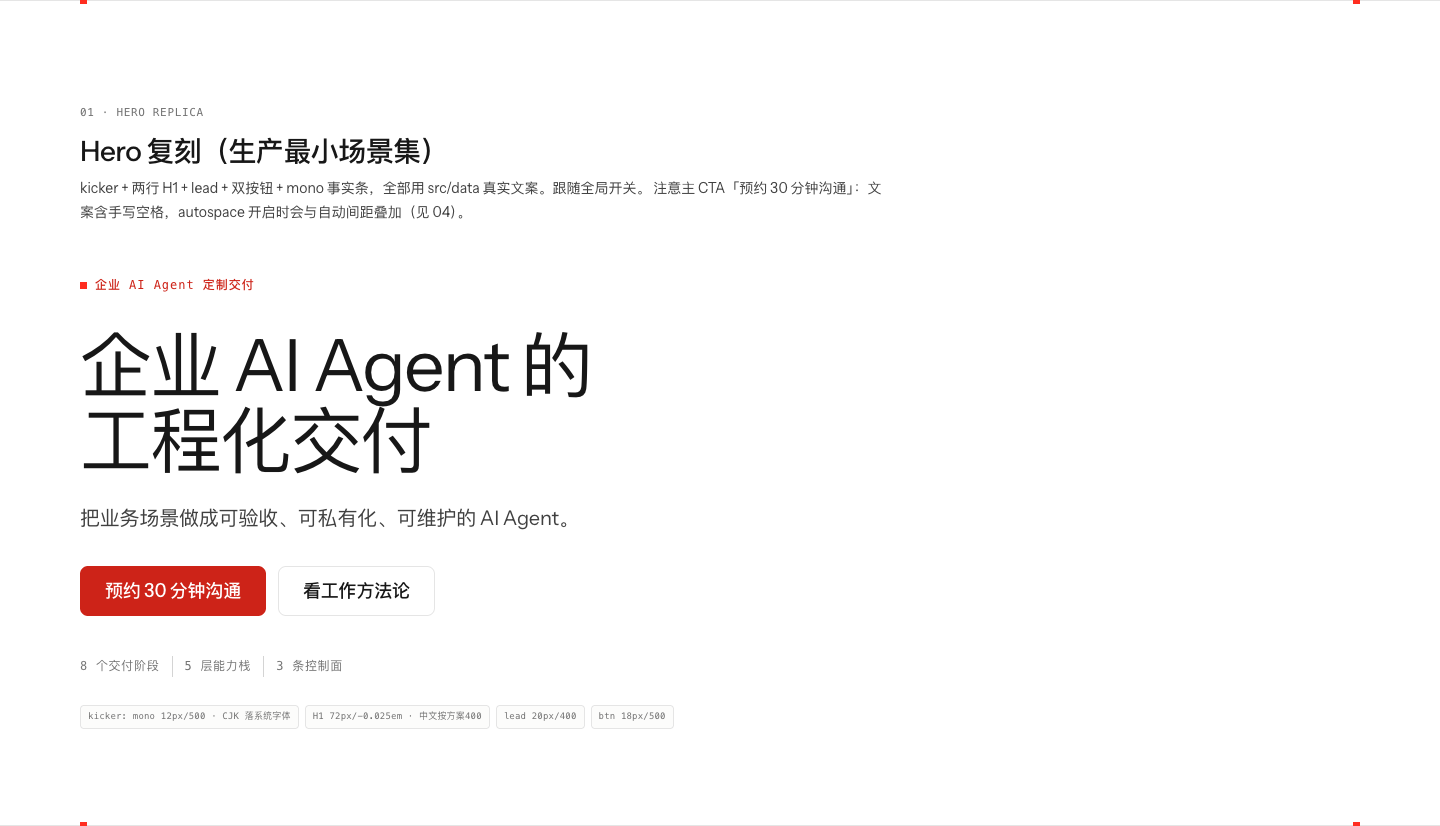 01 · HERO REPLICA
Hero 复刻（生产最小场景集）
kicker + 两行 H1 + lead + 双按钮 + mono 事实条，全部用 src/data 真实文案。跟随全局开关。 注意主 CTA「预约 30 分钟沟通」：文
案含手写空格，autospace 开启时会与自动间距叠加（见 04）。
企业 AI Agent 定制交付
企业 AI Agent 的
工程化交付
把业务场景做成可验收、可私有化、可维护的 AI Agent。
预约 30 分钟沟通
看工作方法论
8 个交付阶段
5 层能力栈
3 条控制面
kicker: mono 12px/500 · CJK 落系统字体
H1 72px/−0.025em · 中文按方案400
lead 20px/400
btn 18px/500